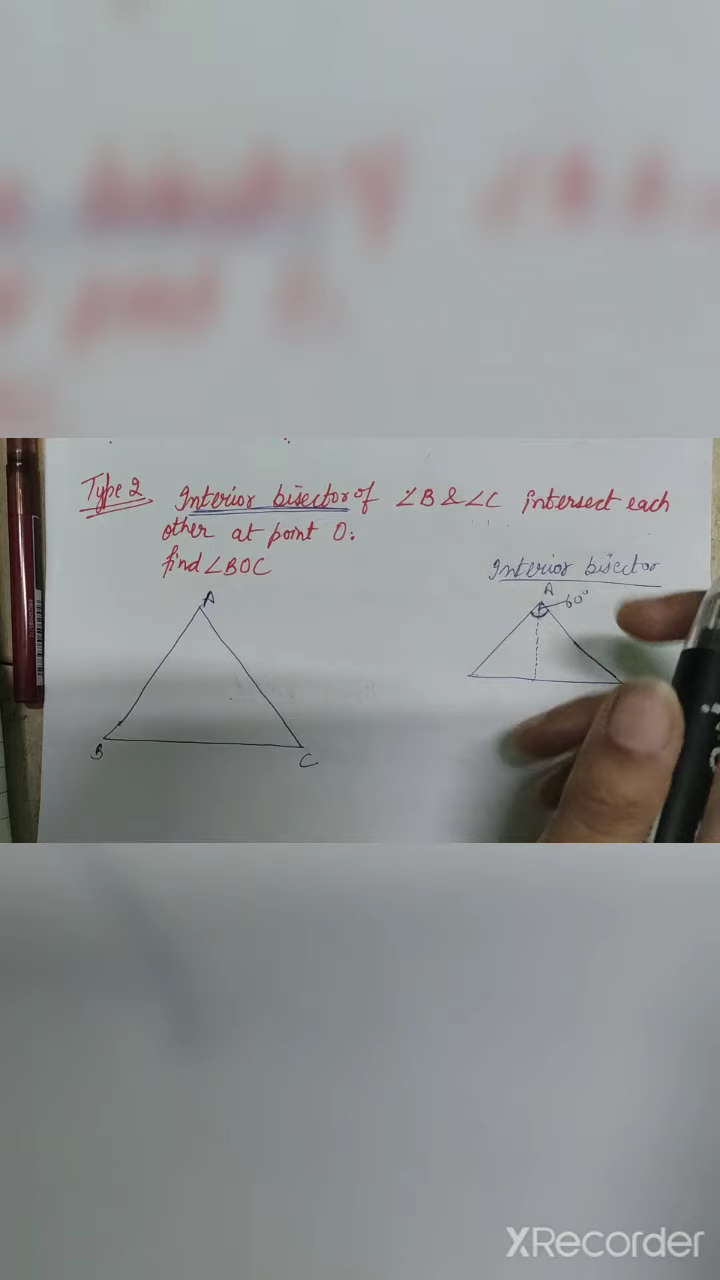 Type 2 Interior bisector of ∠B & ∠C intersect each
other at point O.
find ∠BOC
Interior bisector
A
60°
A
B
C
XRecorder